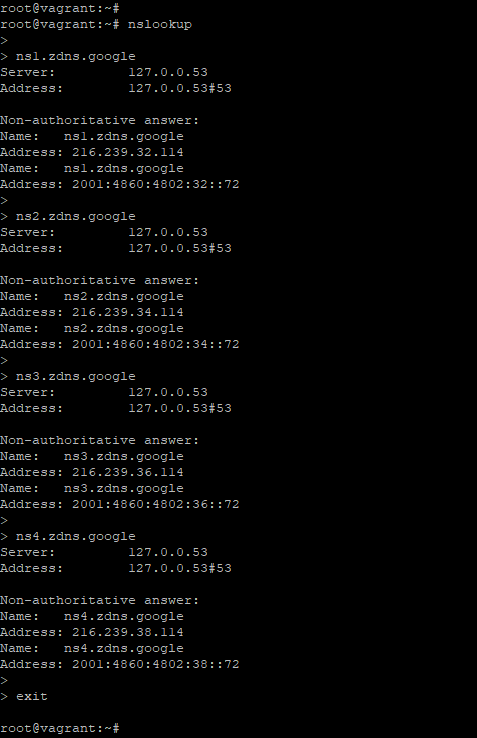 root@vagrant:~#
root@vagrant:~# nslookup
>
> ns1.zdns.google
Server:         127.0.0.53
Address:        127.0.0.53#53

Non-authoritative answer:
Name:   ns1.zdns.google
Address: 216.239.32.114
Name:   ns1.zdns.google
Address: 2001:4860:4802:32::72
>
> ns2.zdns.google
Server:         127.0.0.53
Address:        127.0.0.53#53

Non-authoritative answer:
Name:   ns2.zdns.google
Address: 216.239.34.114
Name:   ns2.zdns.google
Address: 2001:4860:4802:34::72
>
> ns3.zdns.google
Server:         127.0.0.53
Address:        127.0.0.53#53

Non-authoritative answer:
Name:   ns3.zdns.google
Address: 216.239.36.114
Name:   ns3.zdns.google
Address: 2001:4860:4802:36::72
>
> ns4.zdns.google
Server:         127.0.0.53
Address:        127.0.0.53#53

Non-authoritative answer:
Name:   ns4.zdns.google
Address: 216.239.38.114
Name:   ns4.zdns.google
Address: 2001:4860:4802:38::72
>
> exit

root@vagrant:~#